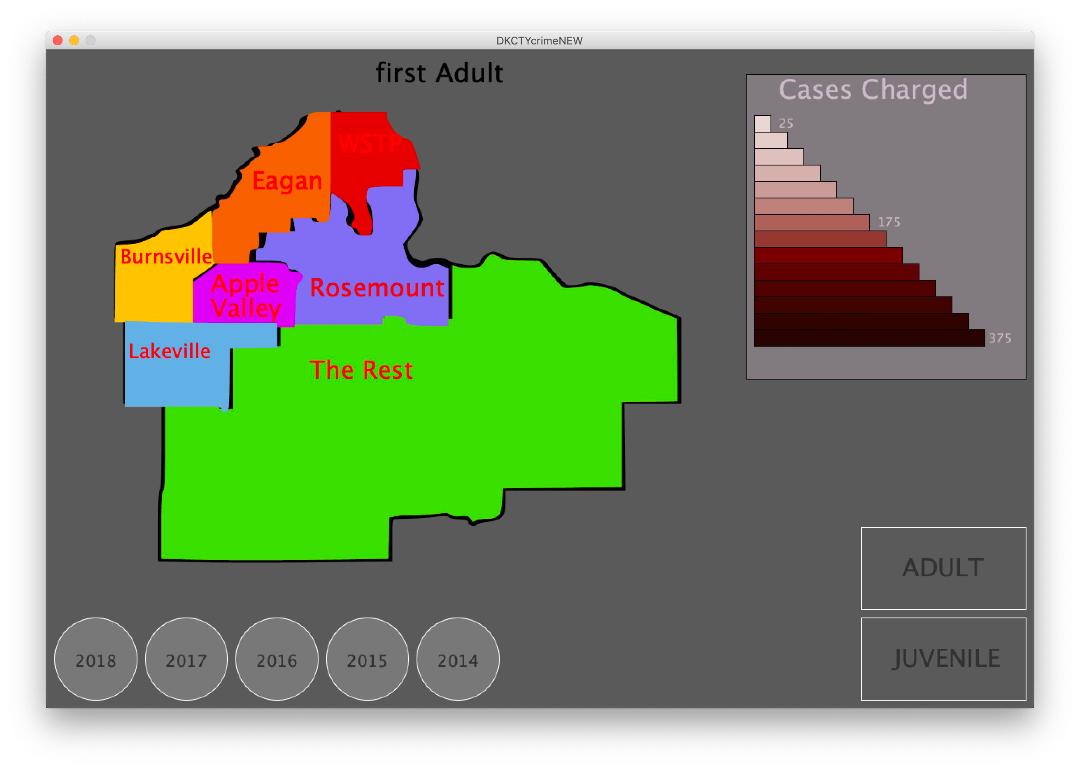 DKCTYcrimeNEW
first Adult
Cases Charged
25
175
375
WSTP
Eagan
Burnsville
Apple
Valley
Rosemount
Lakeville
The Rest
ADULT
JUVENILE
2018
2017
2016
2015
2014